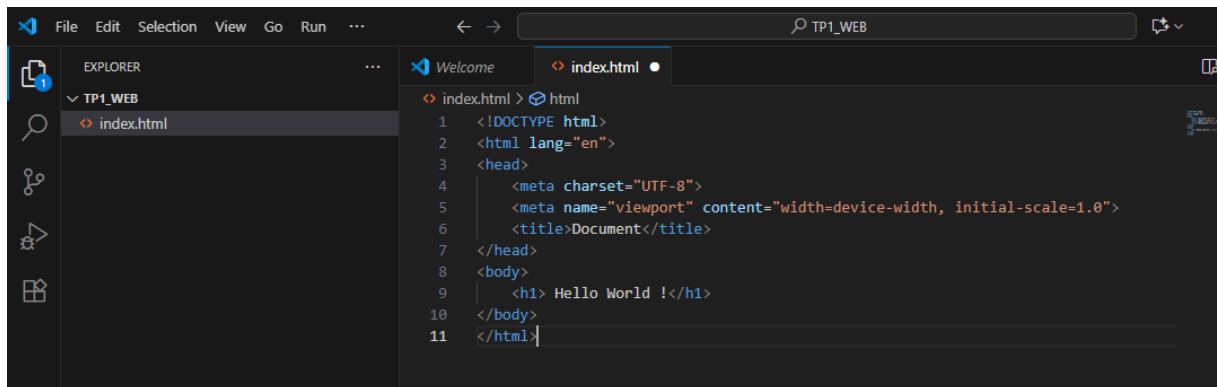 File Edit Selection View Go Run ···
TP1_WEB
EXPLORER ···
TP1_WEB
index.html
1
Welcome
index.html
index.html > html
1 <!DOCTYPE html>
2 <html lang="en">
3 <head>
4 <meta charset="UTF-8">
5 <meta name="viewport" content="width=device-width, initial-scale=1.0">
6 <title>Document</title>
7 </head>
8 <body>
9 <h1> Hello World !</h1>
10 </body>
11 </html>